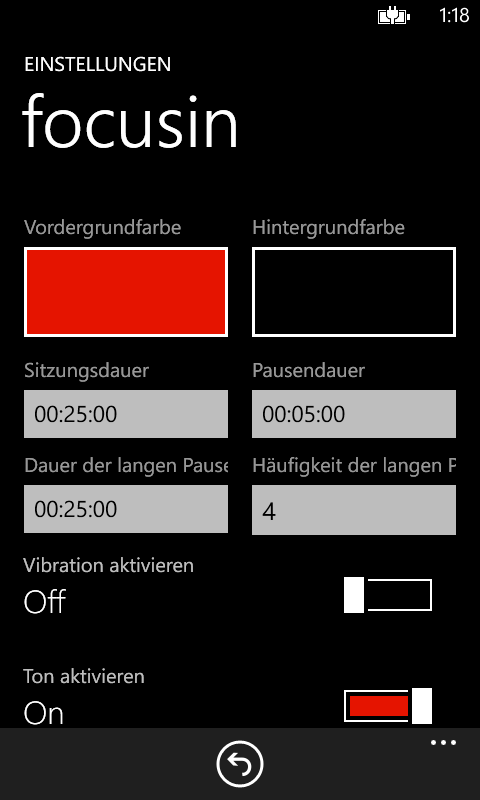 1:18
EINSTELLUNGEN
focusin
Vordergrundfarbe Hintergrundfarbe
Sitzungsdauer Pausendauer
00:25:00 00:05:00
Dauer der langen Pause Häufigkeit der langen P
00:25:00 4
Vibration aktivieren
Off
Ton aktivieren
On